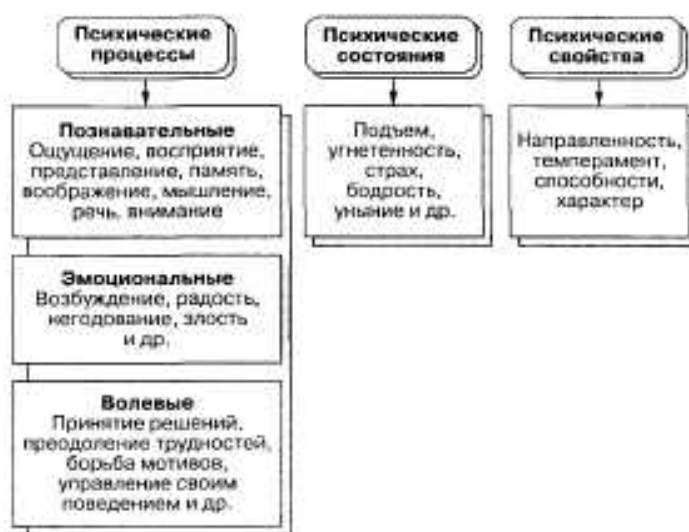 Психические
процессы
Познавательные
Ощущение, восприятие,
представление, память,
воображение, мышление,
речь, внимание
Эмоциональные
Возбуждение, радость,
негодование, злость
и др.
Волевые
Принятие решений,
преодоление трудностей,
борьба мотивов,
управление своим
поведением и др.
Психические
состояния
Подъем,
угнетенность,
страх,
бодрость,
уныние и др.
Психические
свойства
Направленность,
темперамент,
способности,
характер